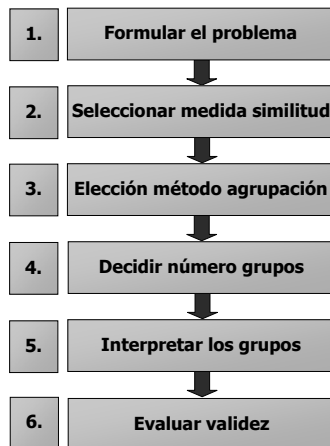 1. Formular el problema
2. Seleccionar medida similitud
3. Elección método agrupación
4. Decidir número grupos
5. Interpretar los grupos
6. Evaluar validez